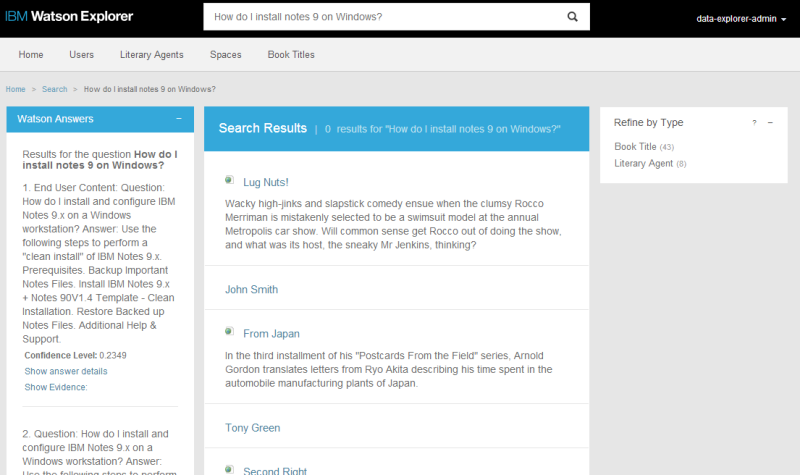 IBM Watson Explorer
How do I install notes 9 on Windows?
data-explorer-admin
Home Users Literary Agents Spaces Book Titles
Home > Search > How do I install notes 9 on Windows?
Watson Answers –
Results for the question How do I
install notes 9 on Windows?
1. End User Content: Question:
How do I install and configure IBM
Notes 9.x on a Windows
workstation? Answer: Use the
following steps to perform a
"clean install" of IBM Notes 9.x.
Prerequisites. Backup Important
Notes Files. Install IBM Notes 9.x
+ Notes 90V1.4 Template - Clean
Installation. Restore Backed up
Notes Files. Additional Help &
Support.
Confidence Level: 0.2349
Show answer details
Show Evidence:
2. Question: How do I install and
configure IBM Notes 9.x on a
Windows workstation? Answer:
Use the following steps to perform
Search Results | 0 results for "How do I install notes 9 on Windows?"
Lug Nuts!
Wacky high-jinks and slapstick comedy ensue when the clumsy Rocco
Merriman is mistakenly selected to be a swimsuit model at the annual
Metropolis car show. Will common sense get Rocco out of doing the show,
and what was its host, the sneaky Mr Jenkins, thinking?
John Smith
From Japan
In the third installment of his "Postcards From the Field" series, Arnold
Gordon translates letters from Ryo Akita describing his time spent in the
automobile manufacturing plants of Japan.
Tony Green
Second Right
Refine by Type ? –
Book Title (43)
Literary Agent (8)